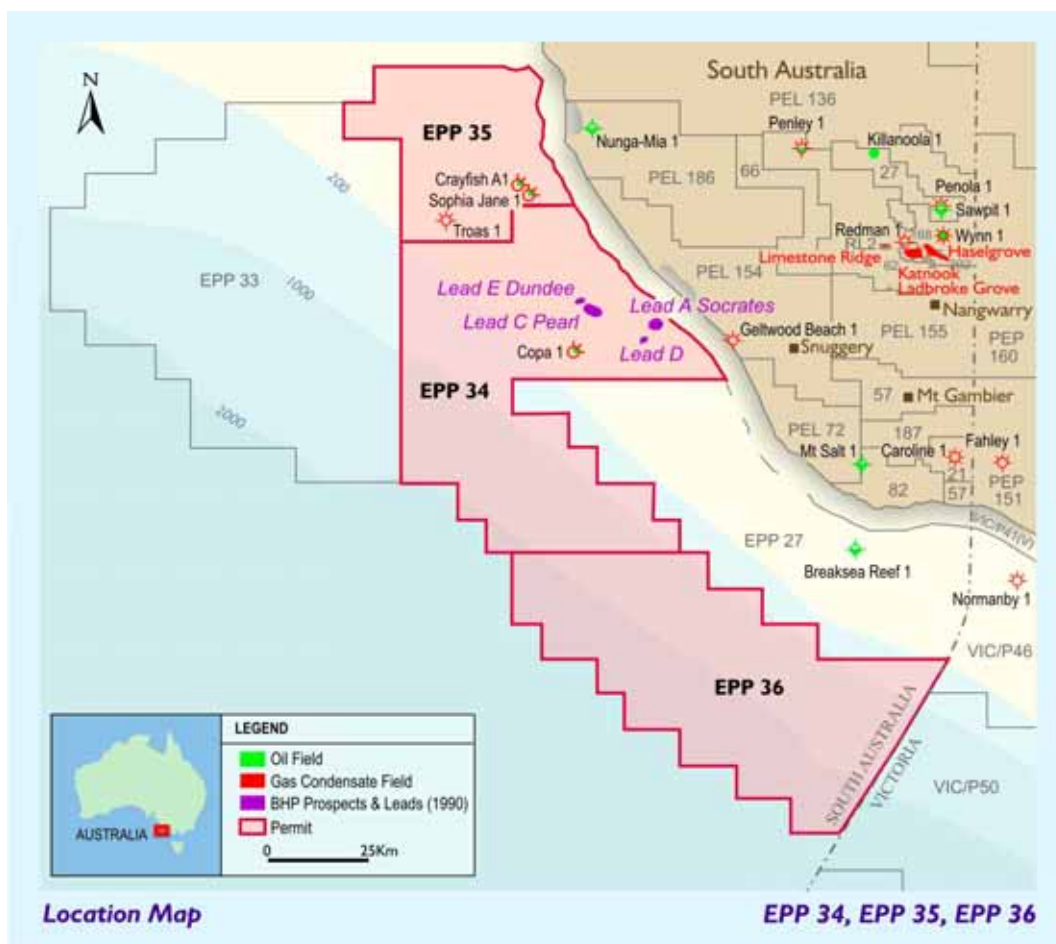 N
South Australia
PEL 136
EPP 35
Nunga-Mia 1
Penley 1
Killanoola 1
27
66
PEL 186
200
Crayfish A1
Sophia Jane 1
Troas 1
Penola 1
Sawpit 1
Redman 1
Wynn 1
RL2
Limestone Ridge
Haselgrove
Katnook
Ladbroke Grove
PEL 154
EPP 33
1000
Lead E Dundee
Lead A Socrates
Lead C Pearl
Lead D
Copa 1
Geltwood Beach 1
Snuggery
Nangwarry
PEL 155
PEP
160
EPP 34
2000
57
Mt Gambier
PEL 72
187
Mt Salt 1
Caroline 1
Fahley 1
21
82
57
PEP
151
VIC/P41(V)
EPP 27
Breaksea Reef 1
Normanby 1
VIC/P46
EPP 36
SOUTH AUSTRALIA
VICTORIA
VIC/P50
AUSTRALIA
LEGEND
Oil Field
Gas Condensate Field
BHP Prospects & Leads (1990)
Permit
0 25Km
Location Map
EPP 34, EPP 35, EPP 36